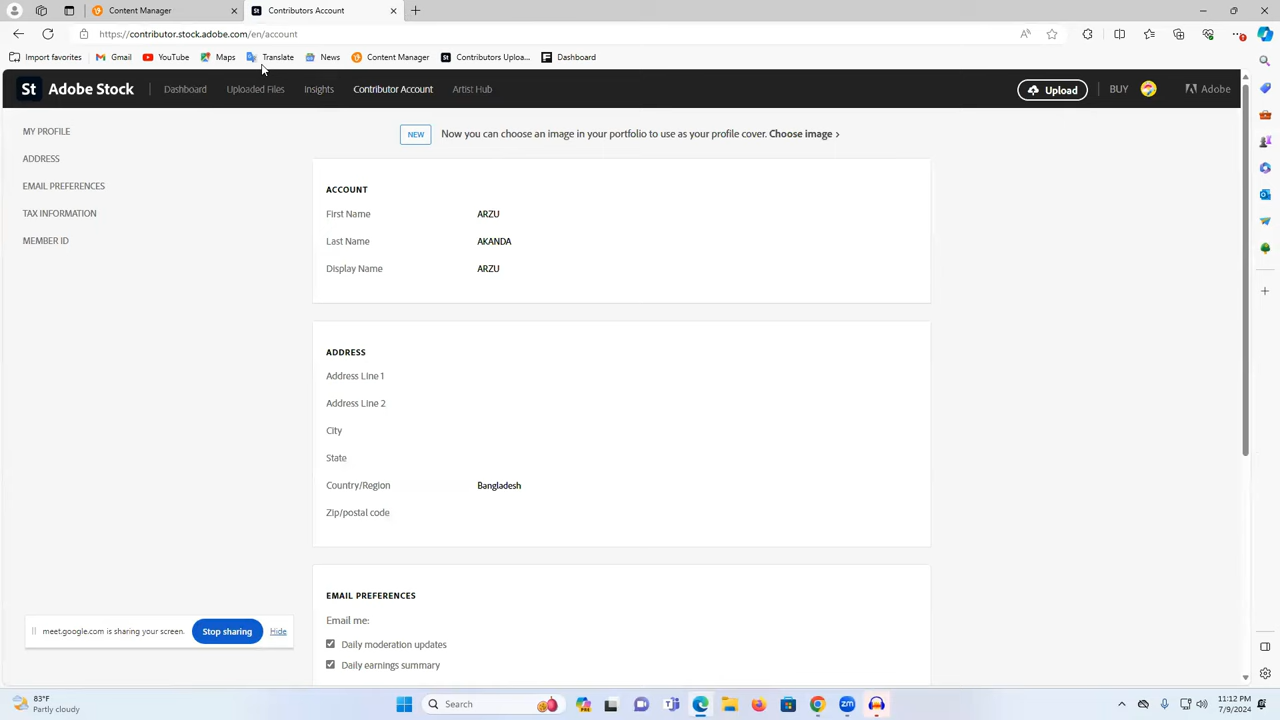 Content Manager
Contributors Account
https://contributor.stock.adobe.com/en/account
Import favorites
Gmail
YouTube
Maps
Translate
News
Content Manager
Contributors Uploa...
Dashboard
St Adobe Stock
Dashboard
Uploaded Files
Insights
Contributor Account
Artist Hub
Upload
BUY
Adobe
MY PROFILE
ADDRESS
EMAIL PREFERENCES
TAX INFORMATION
MEMBER ID
NEW Now you can choose an image in your portfolio to use as your profile cover. Choose image >
ACCOUNT
First Name ARZU
Last Name AKANDA
Display Name ARZU
ADDRESS
Address Line 1
Address Line 2
City
State
Country/Region Bangladesh
Zip/postal code
EMAIL PREFERENCES
Email me:
Daily moderation updates
Daily earnings summary
meet.google.com is sharing your screen. Stop sharing Hide
83°F
Partly cloudy
Search
11:12 PM
7/9/2024